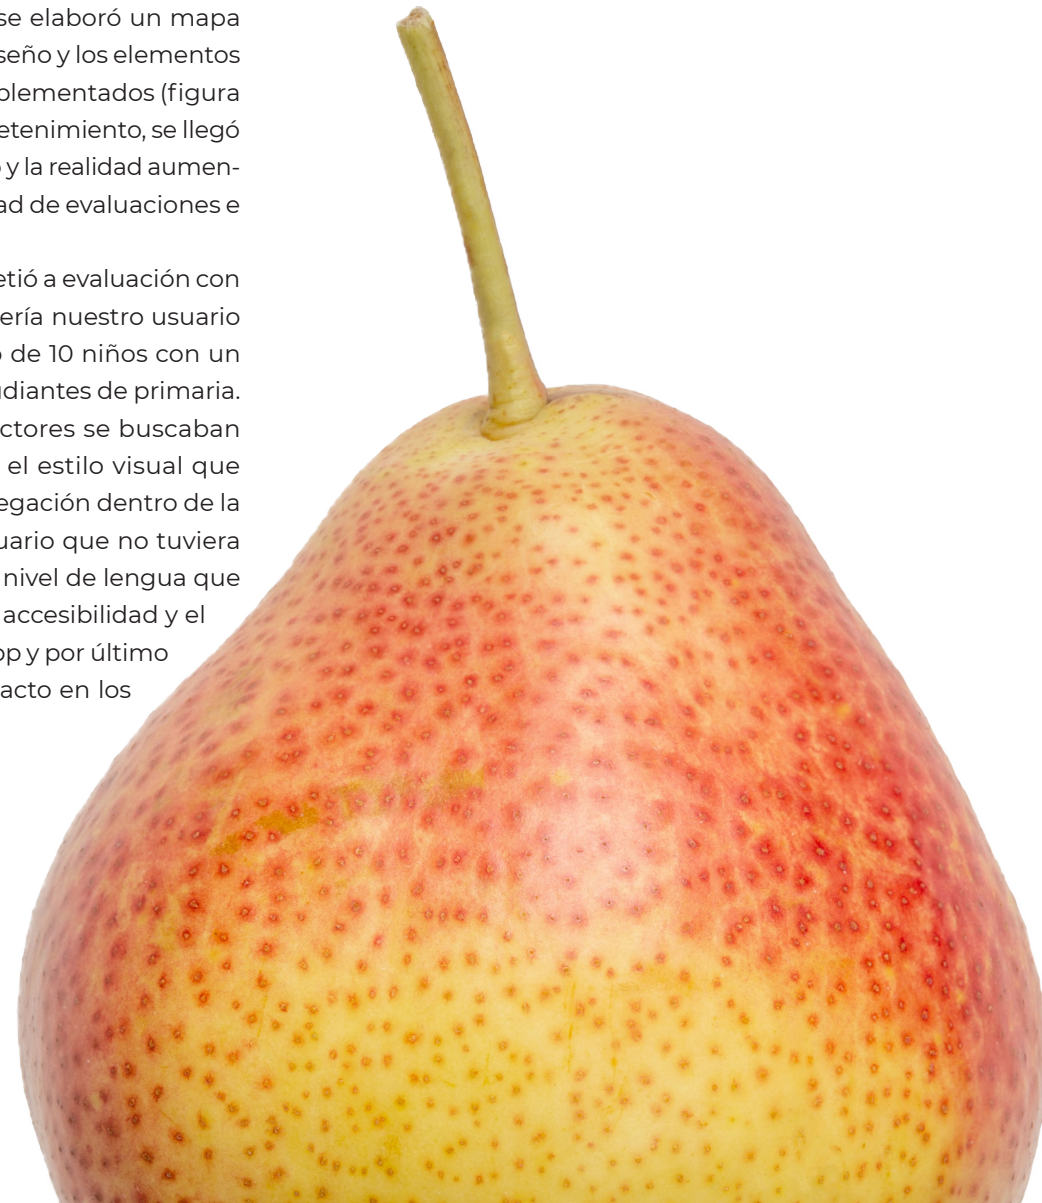 se elaboró un mapa
seño y los elementos
plementados (figura
etenimiento, se llegó
y la realidad aumen-
ad de evaluaciones e
etió a evaluación con
ería nuestro usuario
de 10 niños con un
udiantes de primaria.
ctores se buscaban
el estilo visual que
egación dentro de la
uario que no tuviera
nivel de lengua que
accesibilidad y el
pp y por último
acto en los